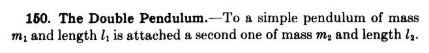 150. The Double Pendulum.—To a simple pendulum of mass
m₁ and length l₁ is attached a second one of mass m₂ and length l₂.